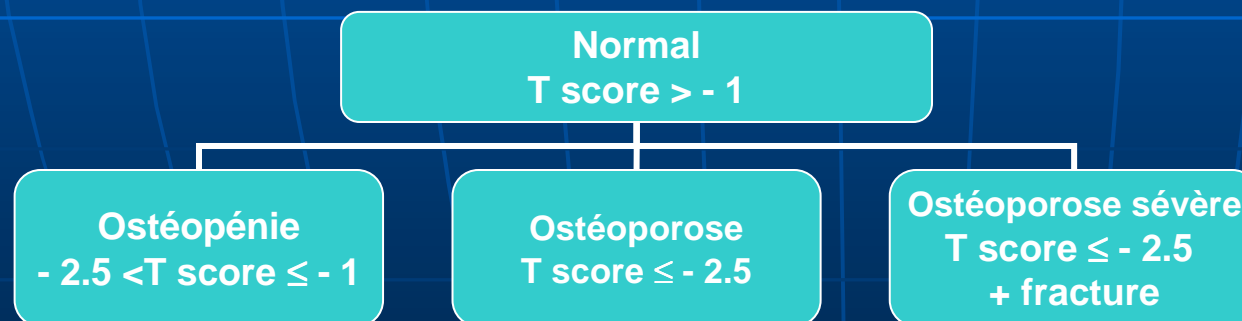 Normal
T score > - 1
Ostéopénie
- 2.5 <T score ≤ - 1
Ostéoporose
T score ≤ - 2.5
Ostéoporose sévère
T score ≤ - 2.5
+ fracture